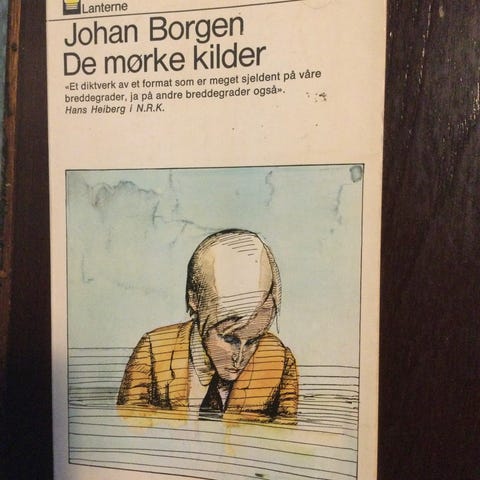 Lanterne
Johan Borgen
De mørke kilder
«Et diktverk av et format som er meget sjeldent på våre
breddegrader, ja på andre breddegrader også».
Hans Heiberg i N.R.K.